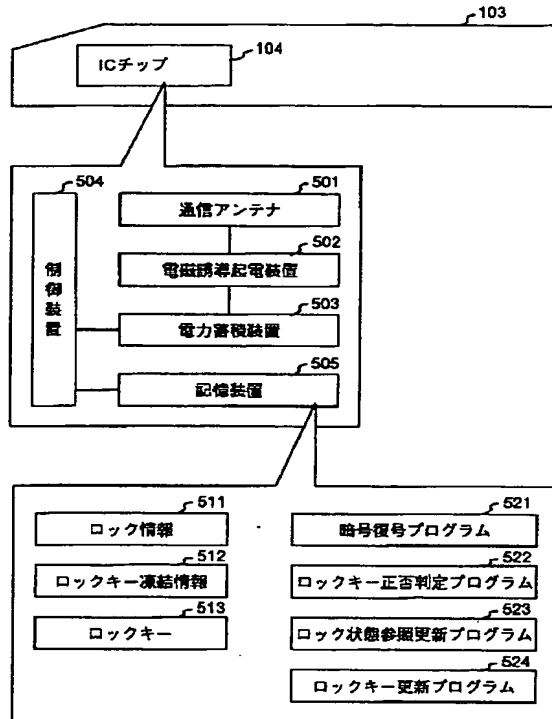 103
ICチップ
104
504
制御装置
501
通信アンテナ
502
電磁誘導起電装置
503
電力蓄積装置
505
記憶装置
511
ロック情報
512
ロックキー凍結情報
513
ロックキー
521
暗号復号プログラム
522
ロックキー正否判定プログラム
523
ロック状態参照更新プログラム
524
ロックキー更新プログラム